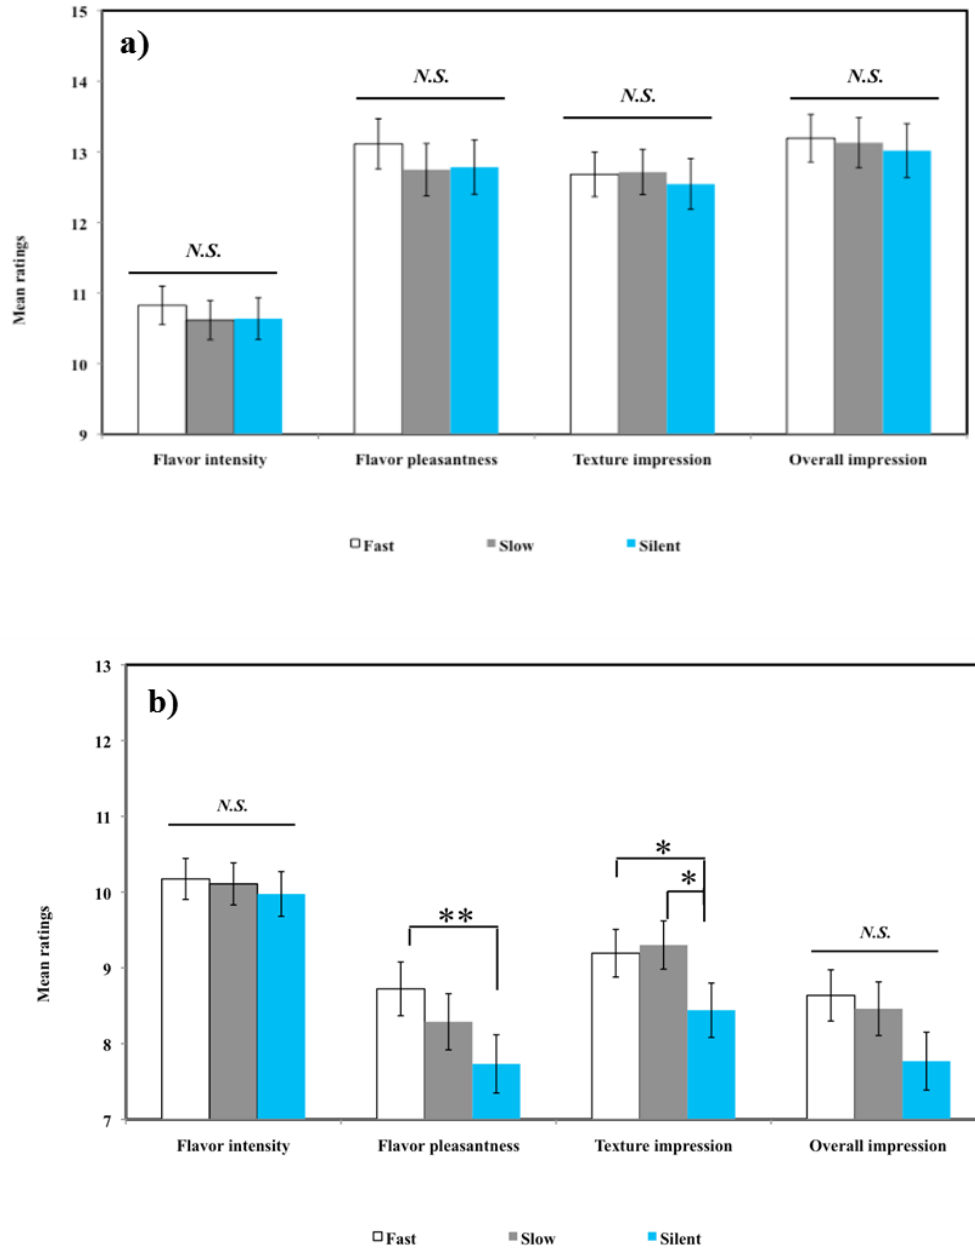 15
a)
14
N.S.
N.S.
N.S.
13
12
N.S.
11
10
9
Mean ratings
Flavor intensity
Flavor pleasantness
Texture impression
Overall impression
Fast
Slow
Silent
13
b)
12
11
N.S.
10
*
*
**
9
N.S.
8
7
Mean ratings
Flavor intensity
Flavor pleasantness
Texture impression
Overall impression
Fast
Slow
Silent